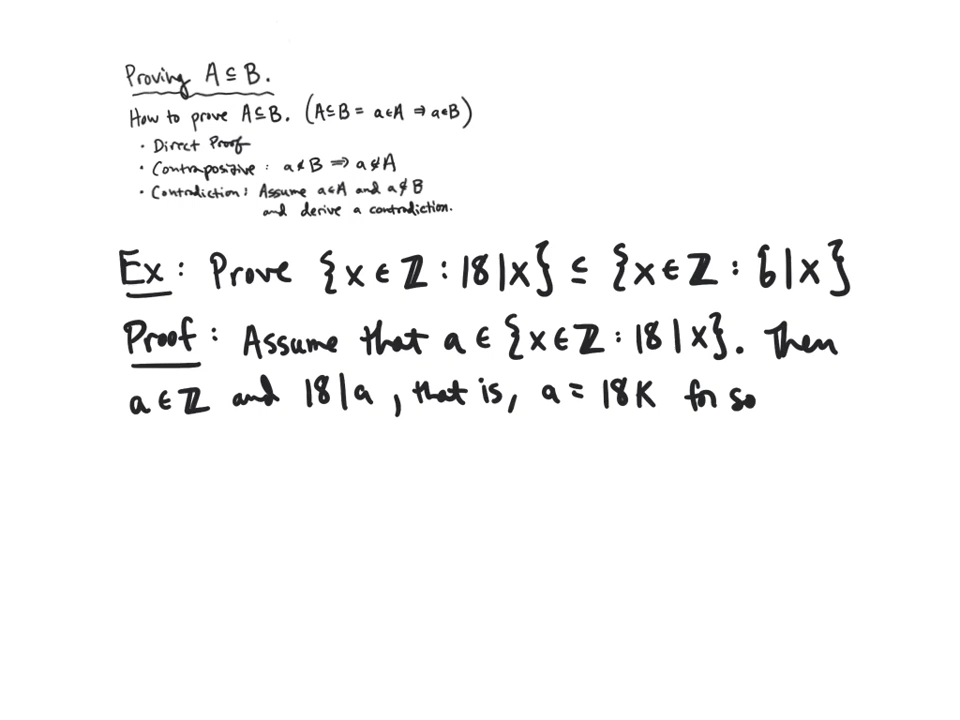 Proving A ⊆ B.
How to prove A ⊆ B. (A ⊆ B = a ∈ A ⇒ a ∈ B)
· Direct Proof
· Contrapositive : a ∉ B ⇒ a ∉ A
· Contradiction : Assume a ∈ A and a ∉ B
and derive a contradiction.
Ex : Prove {x ∈ ℤ : 18 | x} ⊆ {x ∈ ℤ : 6 | x}
Proof : Assume that a ∈ {x ∈ ℤ : 18 | x}. Then
a ∈ ℤ and 18 | a , that is, a = 18K for so